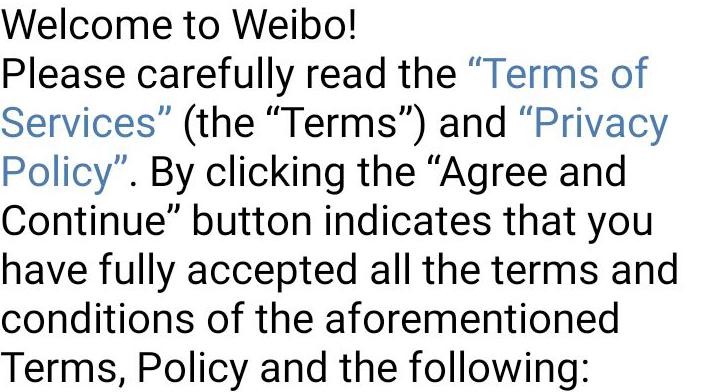 Welcome to Weibo!
Please carefully read the “Terms of
Services” (the “Terms”) and “Privacy
Policy”. By clicking the “Agree and
Continue” button indicates that you
have fully accepted all the terms and
conditions of the aforementioned
Terms, Policy and the following: